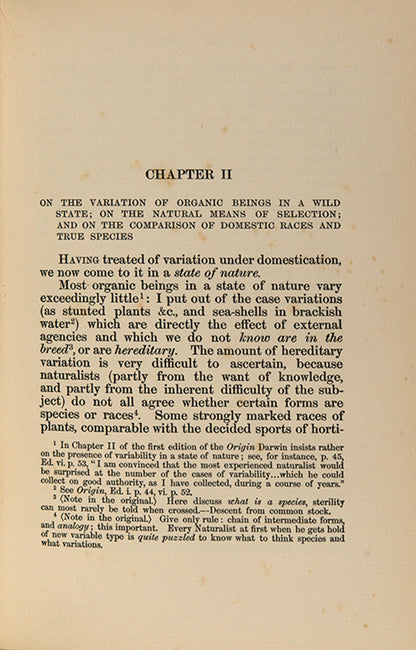 CHAPTER II
ON THE VARIATION OF ORGANIC BEINGS IN A WILD
STATE; ON THE NATURAL MEANS OF SELECTION;
AND ON THE COMPARISON OF DOMESTIC RACES AND
TRUE SPECIES
HAVING treated of variation under domestication,
we now come to it in a state of nature.
Most organic beings in a state of nature vary
exceedingly little¹: I put out of the case variations
(as stunted plants &c., and sea-shells in brackish
water²) which are directly the effect of external
agencies and which we do not know are in the
breed³, or are hereditary. The amount of hereditary
variation is very difficult to ascertain, because
naturalists (partly from the want of knowledge,
and partly from the inherent difficulty of the sub-
ject) do not all agree whether certain forms are
species or races⁴. Some strongly marked races of
plants, comparable with the decided sports of horti-
¹ In Chapter II of the first edition of the Origin Darwin insists rather
on the presence of variability in a state of nature; see, for instance, p. 45,
Ed. vi. p. 53, "I am convinced that the most experienced naturalist would
be surprised at the number of the cases of variability...which he could
collect on good authority, as I have collected, during a course of years."
² See Origin, Ed. i. p. 44, vi. p. 52.
³ ⟨Note in the original.⟩ Here discuss what is a species, sterility
can most rarely be told when crossed.—Descent from common stock.
⁴ ⟨Note in the original.⟩ Give only rule: chain of intermediate forms,
and analogy; this important. Every Naturalist at first when he gets hold
of new variable type is quite puzzled to know what to think species and
what variations.